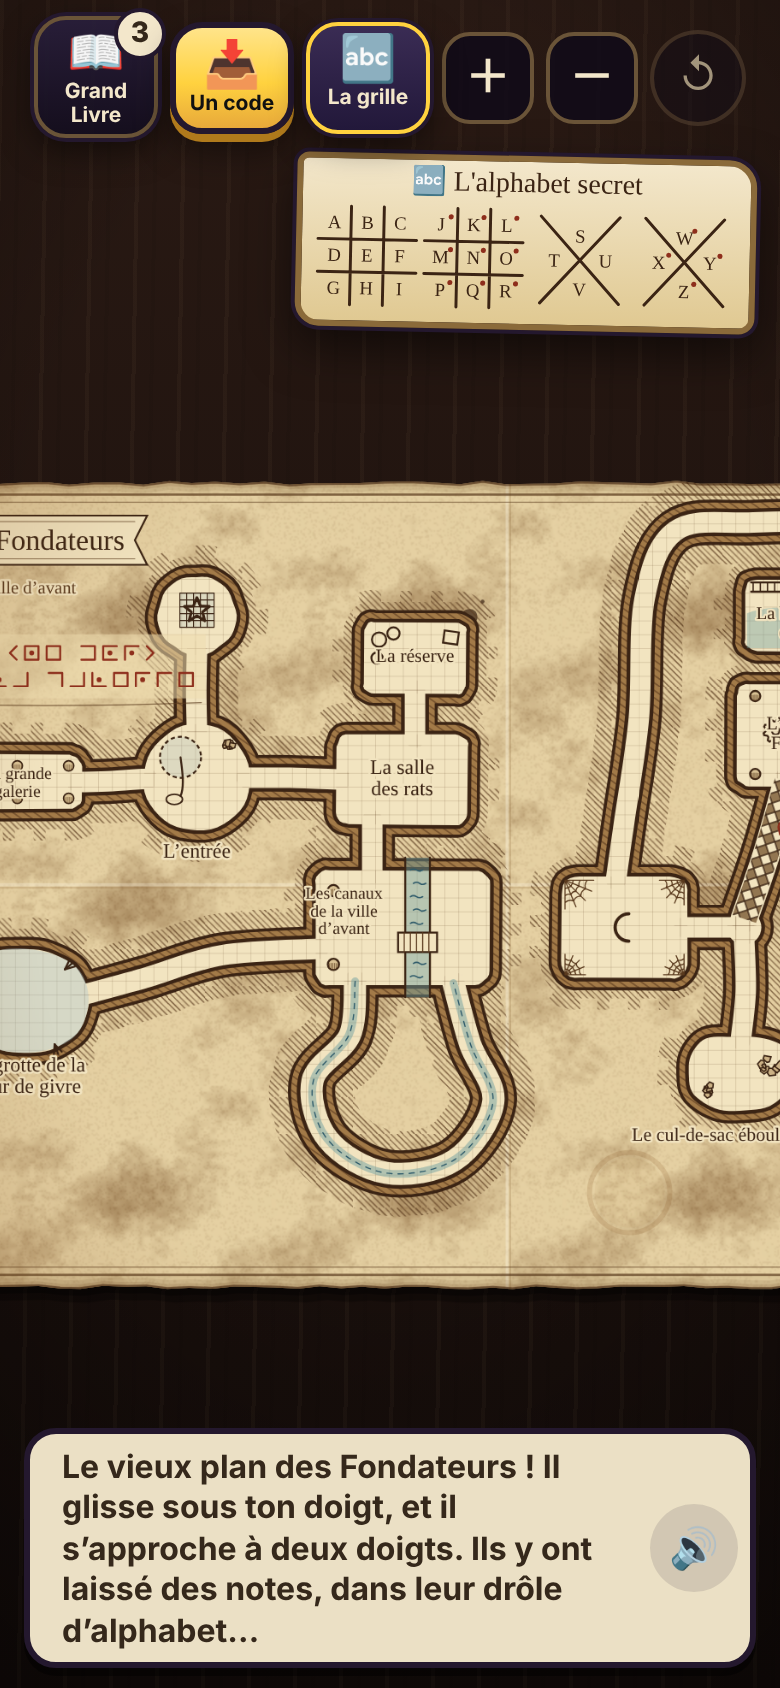 3
Grand
Livre
Un code
abc
La grille
abc L'alphabet secret
A B C J K L
S W
D E F M N O T U X Y
G H I P Q R V Z
Fondateurs
lle d'avant
La réserve
La
grande
galerie
La salle
des rats
L'entrée
Les canaux
de la ville
d'avant
grotte de la
ur de givre
Le cul-de-sac éboul
Le vieux plan des Fondateurs ! Il
glisse sous ton doigt, et il
s'approche à deux doigts. Ils y ont
laissé des notes, dans leur drôle
d'alphabet...